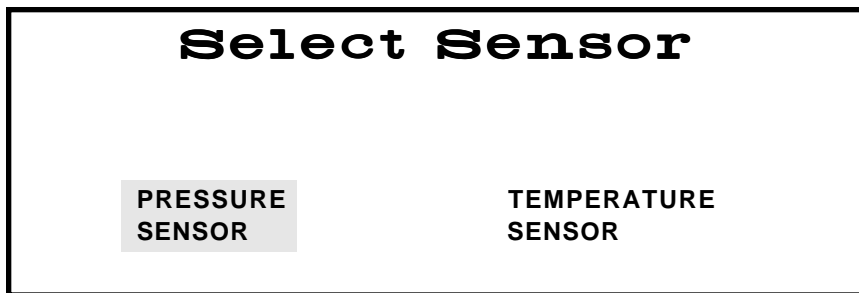 Select Sensor
PRESSURE
SENSOR
TEMPERATURE
SENSOR